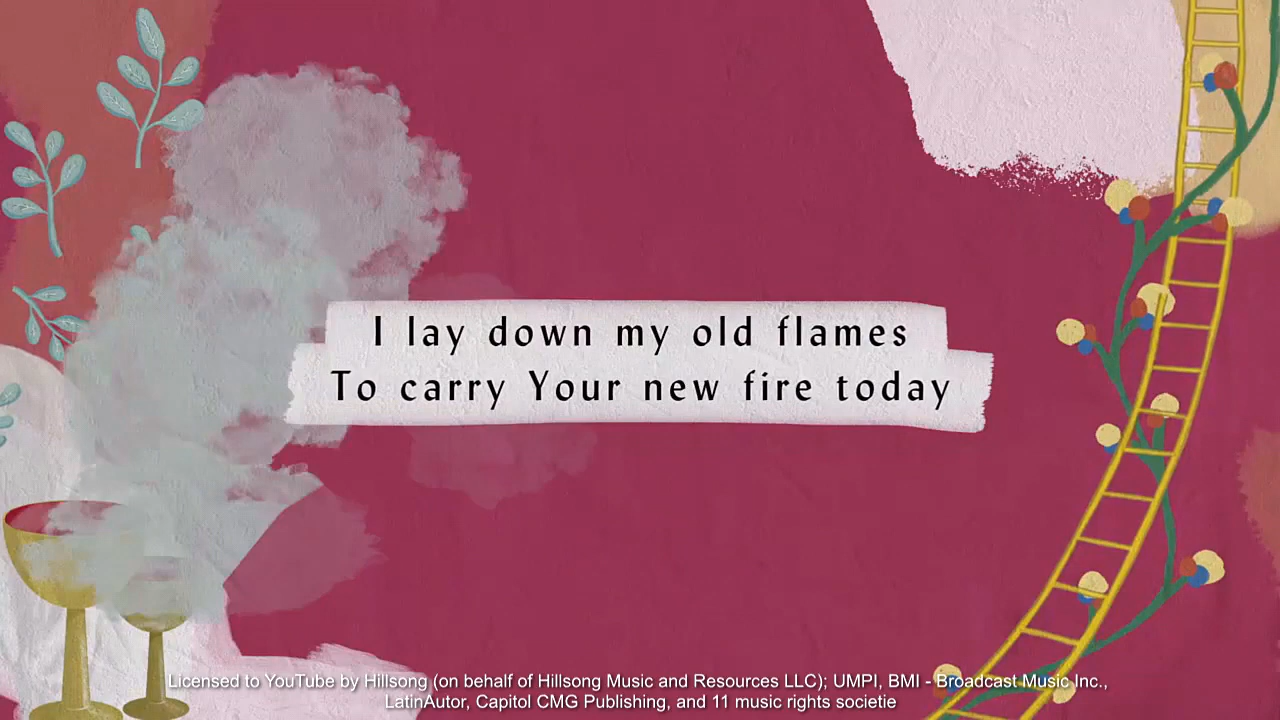 I lay down my old flames
To carry Your new fire today
Licensed to YouTube by Hillsong (on behalf of Hillsong Music and Resources LLC); UMPI, BMI - Broadcast Music Inc.,
LatinAutor, Capitol CMG Publishing, and 11 music rights societie